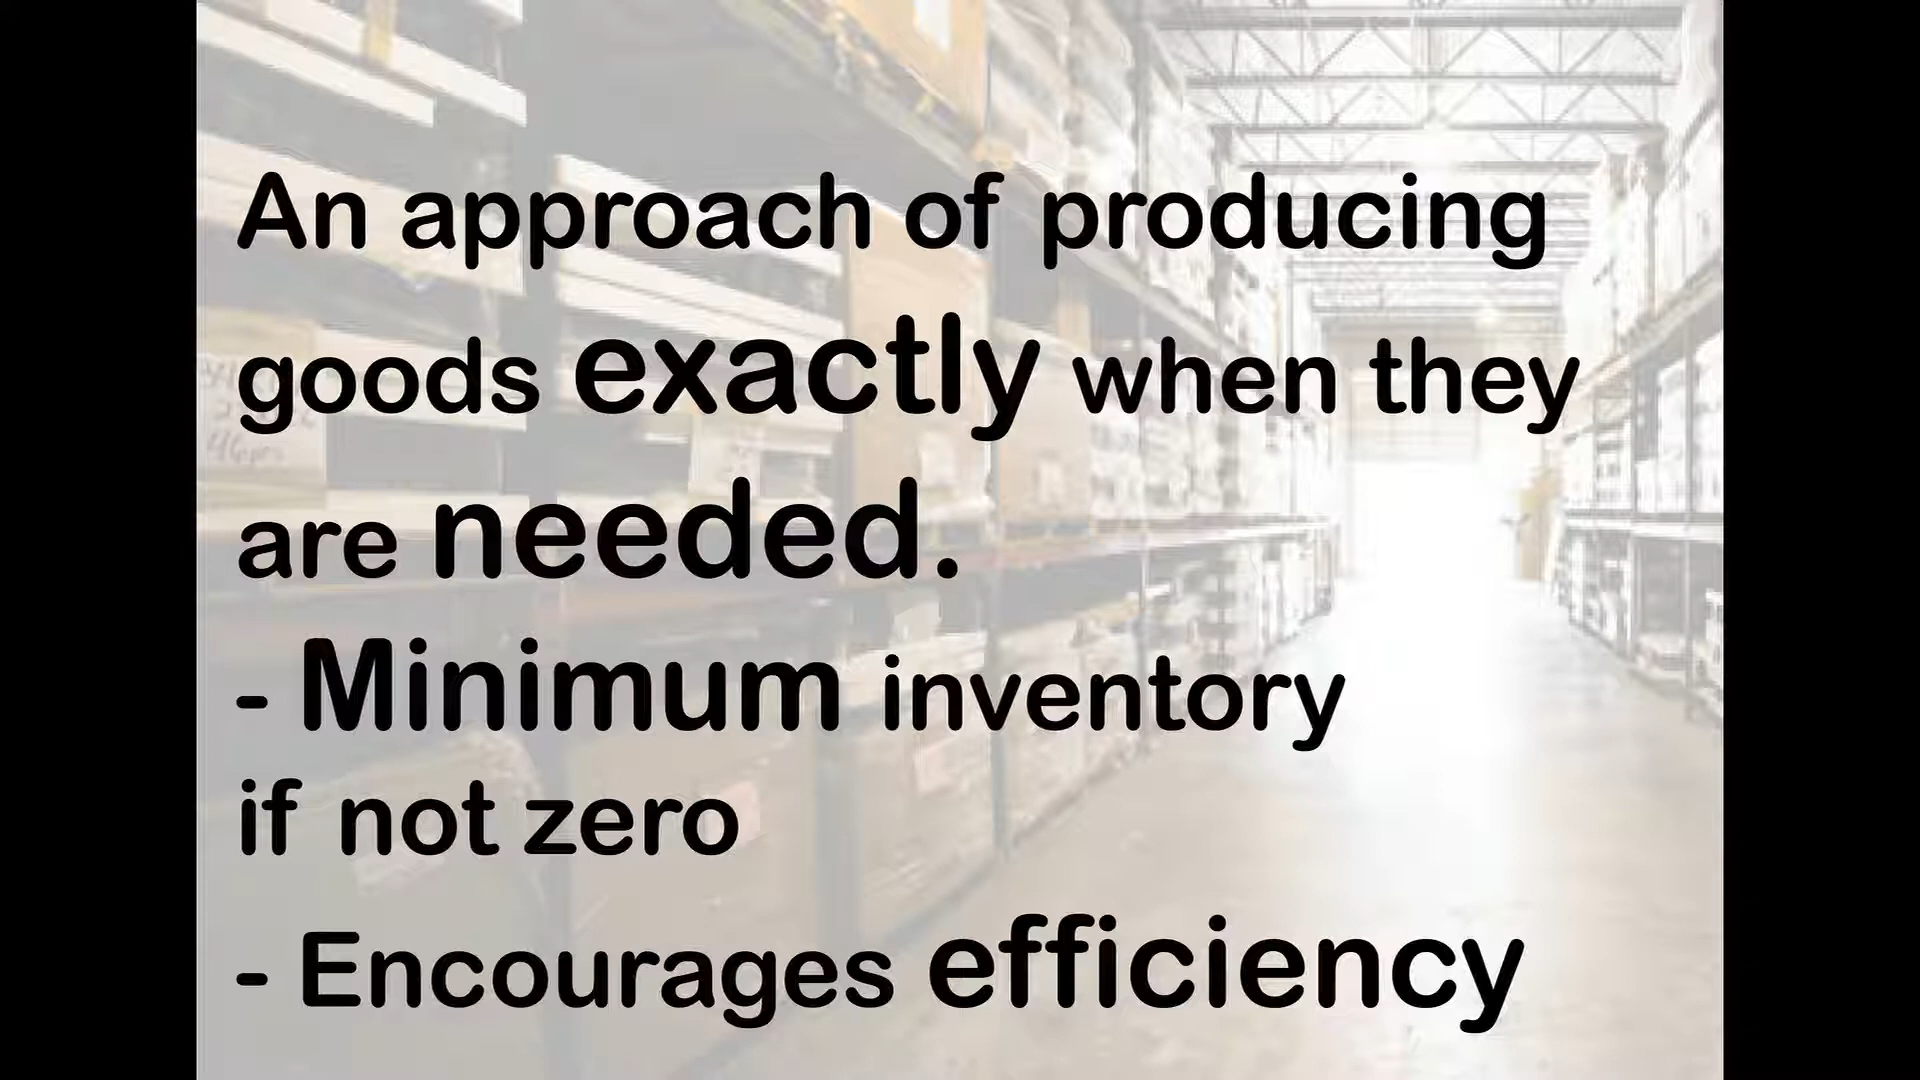 An approach of producing
goods exactly when they
are needed.
- Minimum inventory
if not zero
- Encourages efficiency